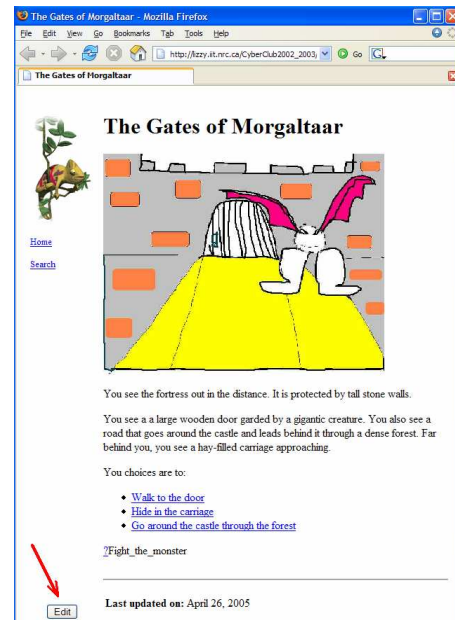 The Gates of Morgaltaar - Mozilla Firefox
File Edit View Go Bookmarks Tab Tools Help
http://lizzy.iit.nrc.ca/CyberClub2002_2003/ Go
The Gates of Morgaltaar
The Gates of Morgaltaar
Home
Search
You see the fortress out in the distance. It is protected by tall stone walls.
You see a a large wooden door garded by a gigantic creature. You also see a
road that goes around the castle and leads behind it through a dense forest. Far
behind you, you see a hay-filled carriage approaching.
You choices are to:
Walk to the door
Hide in the carriage
Go around the castle through the forest
?Fight_the_monster
Edit
Last updated on: April 26, 2005